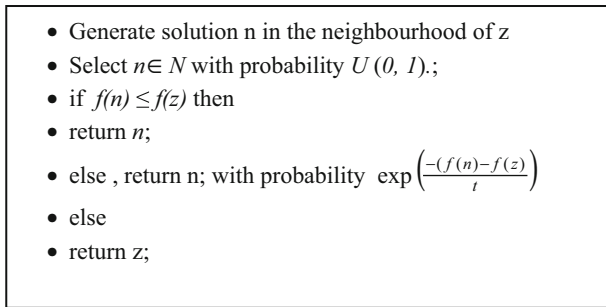 • Generate solution n in the neighbourhood of z
• Select n∈ N with probability U (0, 1).;
• if f(n) ≤ f(z) then
• return n;
• else , return n; with probability exp(−(f(n)−f(z)/t)
• else
• return z;